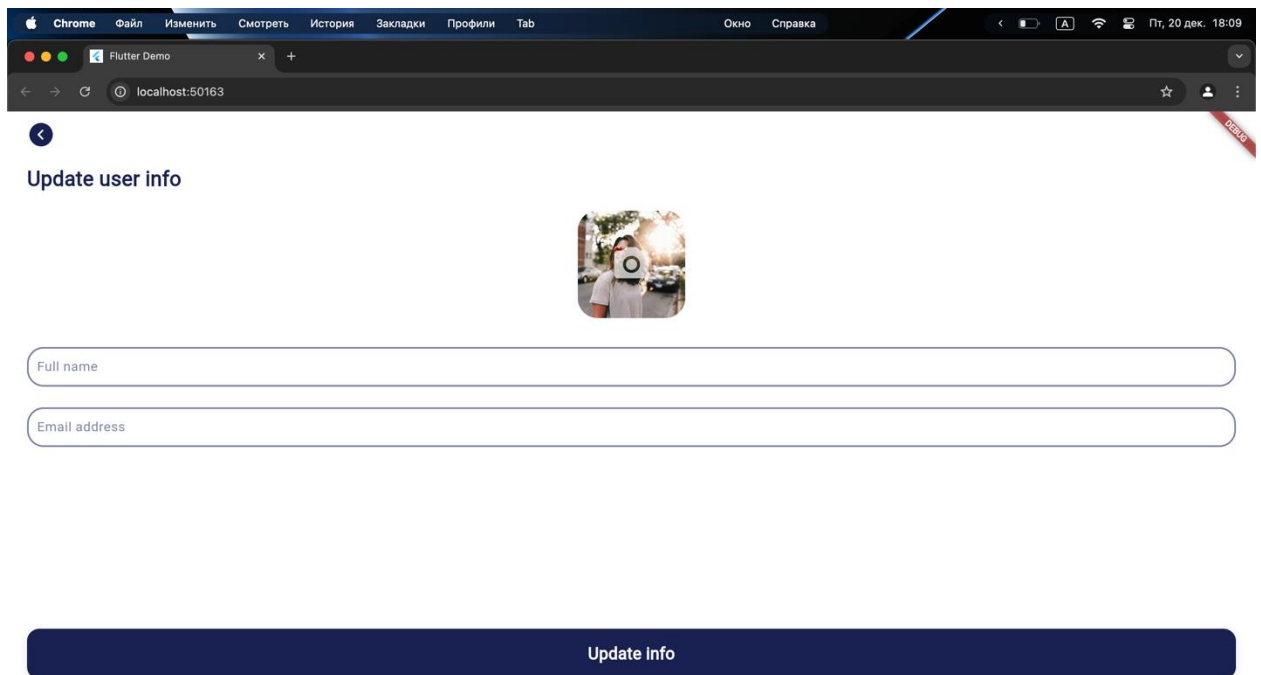 Chrome Файл Изменить Смотреть История Закладки Профили Tab Окно Справка A Пт, 20 дек. 18:09
Flutter Demo
localhost:50163
DEBUG
Update user info
Full name
Email address
Update info